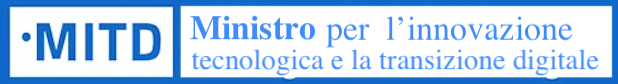 ·MITD
Ministro per l'innovazione
tecnologica e la transizione digitale